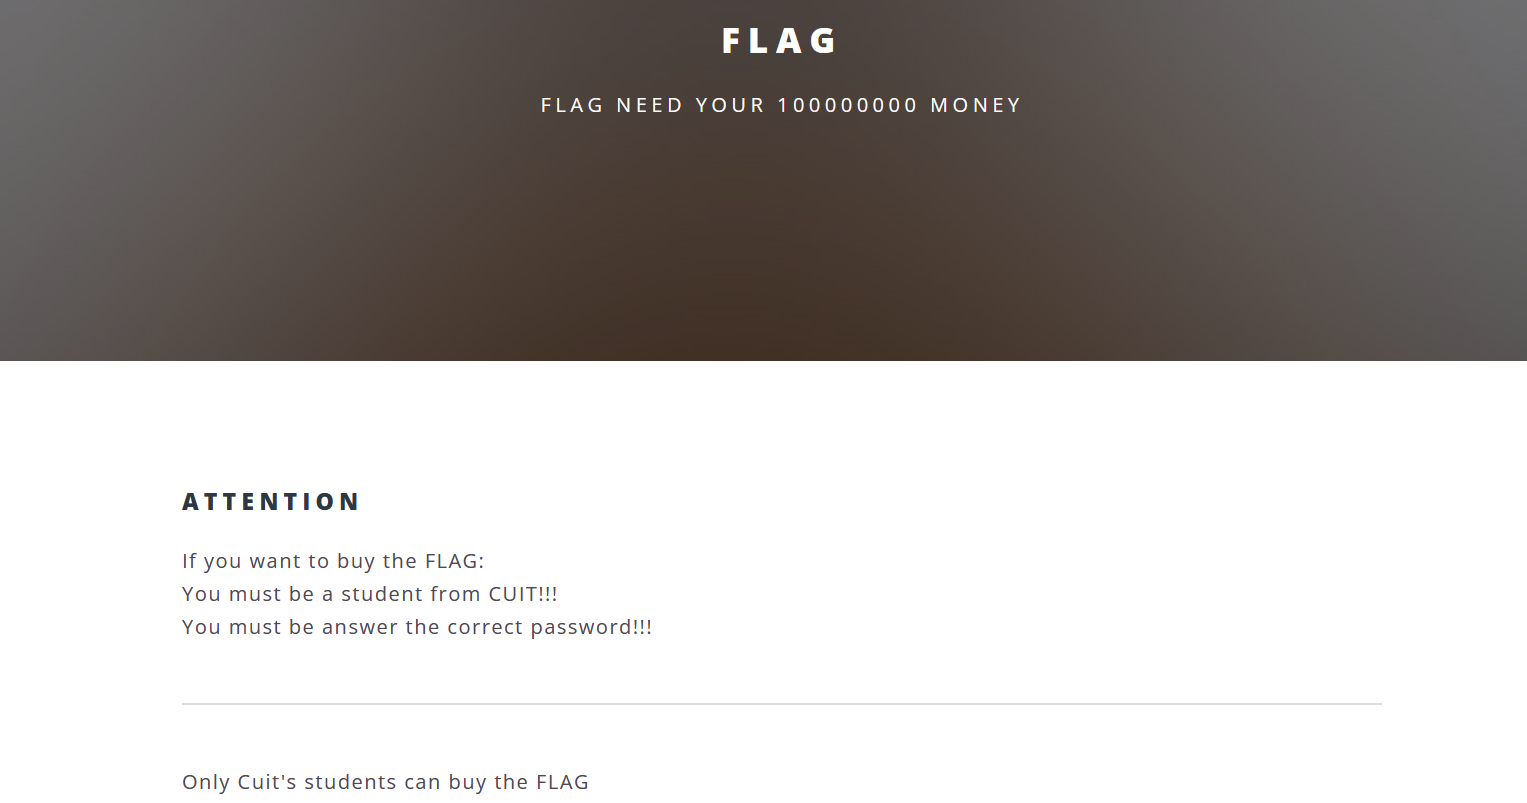 FLAG
FLAG NEED YOUR 100000000 MONEY
ATTENTION
If you want to buy the FLAG:
You must be a student from CUIT!!!
You must be answer the correct password!!!
Only Cuit's students can buy the FLAG